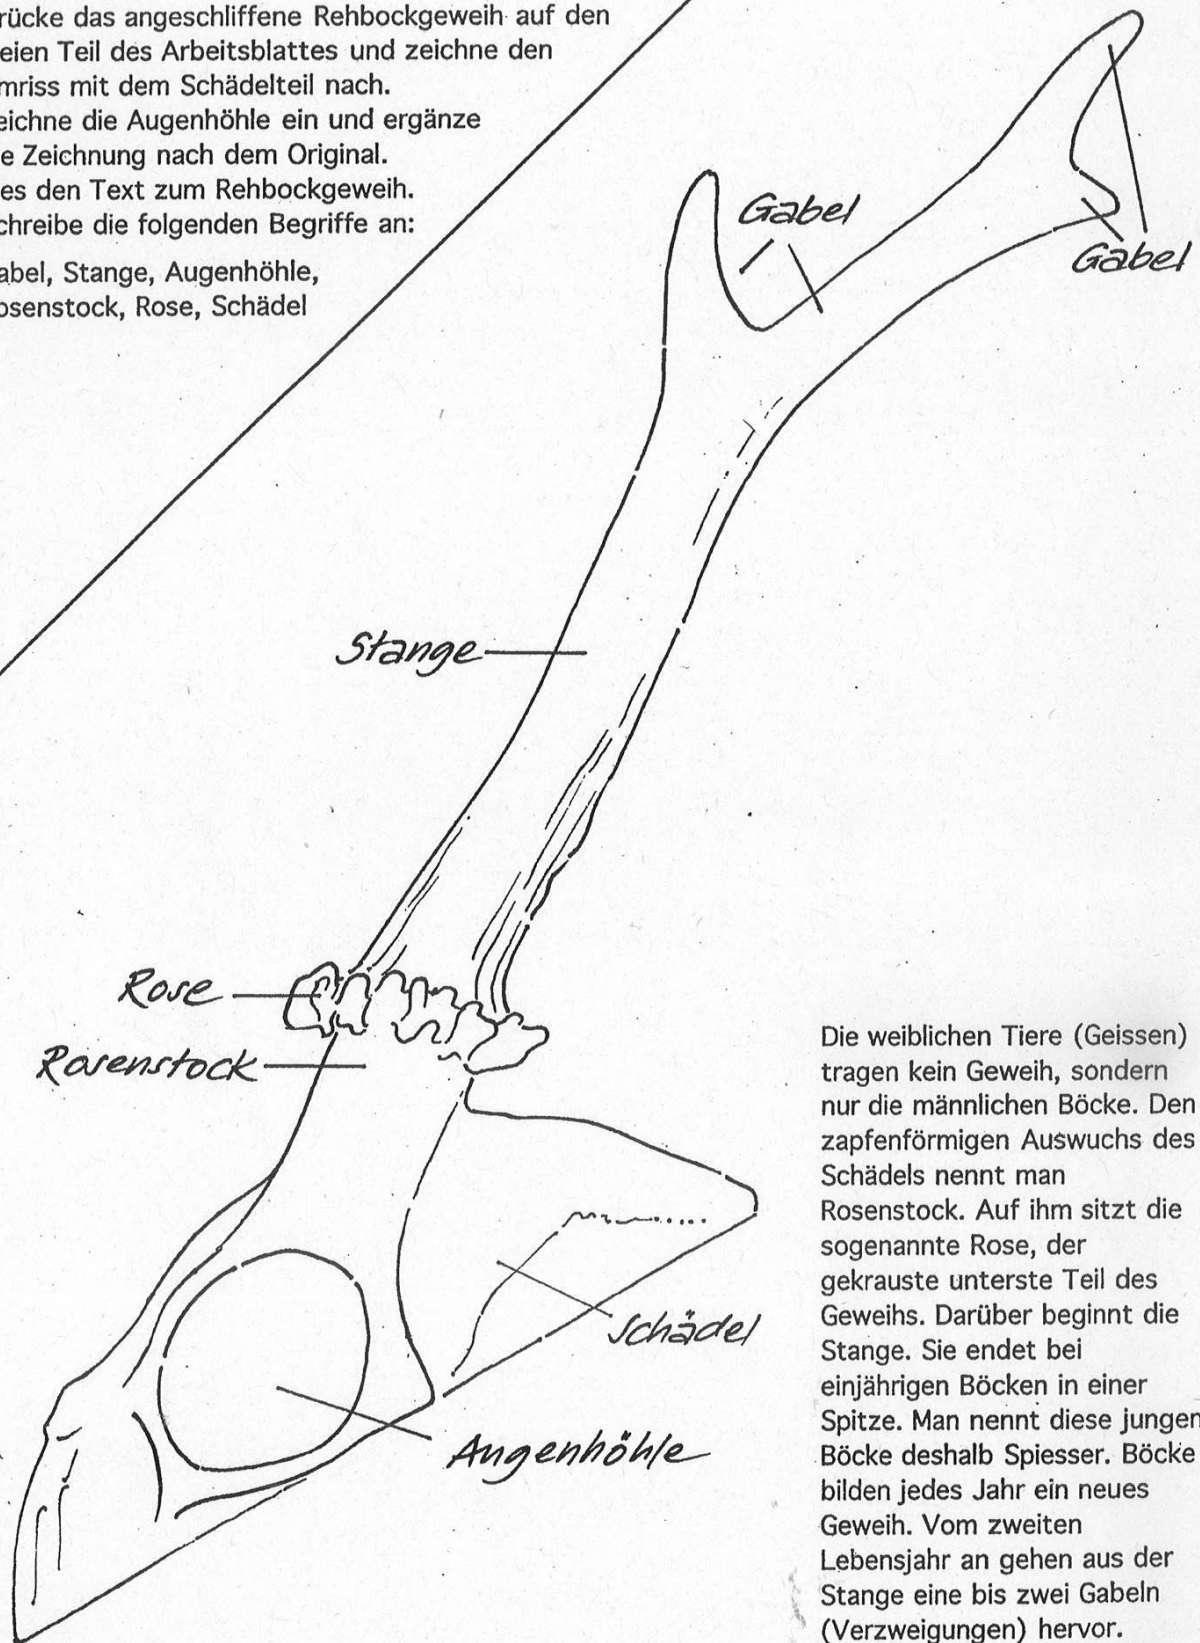 rücke das angeschliffene Rehbockgeweih auf den
eien Teil des Arbeitsblattes und zeichne den
mriss mit dem Schädelteil nach.
eichne die Augenhöhle ein und ergänze
e Zeichnung nach dem Original.
es den Text zum Rehbockgeweih.
chreibe die folgenden Begriffe an:
abel, Stange, Augenhöhle,
osenstock, Rose, Schädel
Gabel
Gabel
Stange
Rose
Rosenstock
Schädel
Augenhöhle
Die weiblichen Tiere (Geissen)
tragen kein Geweih, sondern
nur die männlichen Böcke. Den
zapfenförmigen Auswuchs des
Schädels nennt man
Rosenstock. Auf ihm sitzt die
sogenannte Rose, der
gekrauste unterste Teil des
Geweihs. Darüber beginnt die
Stange. Sie endet bei
einjährigen Böcken in einer
Spitze. Man nennt diese jungen
Böcke deshalb Spiesser. Böcke
bilden jedes Jahr ein neues
Geweih. Vom zweiten
Lebensjahr an gehen aus der
Stange eine bis zwei Gabeln
(Verzweigungen) hervor.